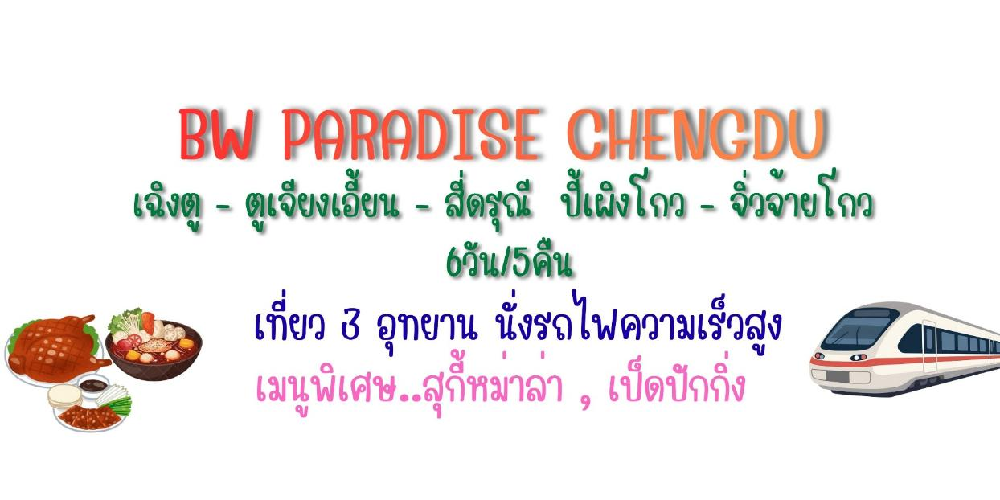 BW PARADISE CHENGDU
เฉิงตู - ตูเจียงเอี้ยน - สี่ดรุณี ปี้เผิงโกว - จิ่วจ้ายโกว
6วัน/5คืน
เที่ยว 3 อุทยาน นั่งรถไฟความเร็วสูง
เมนูพิเศษ..สุกี้หม่าล่า , เป็ดปักกิ่ง